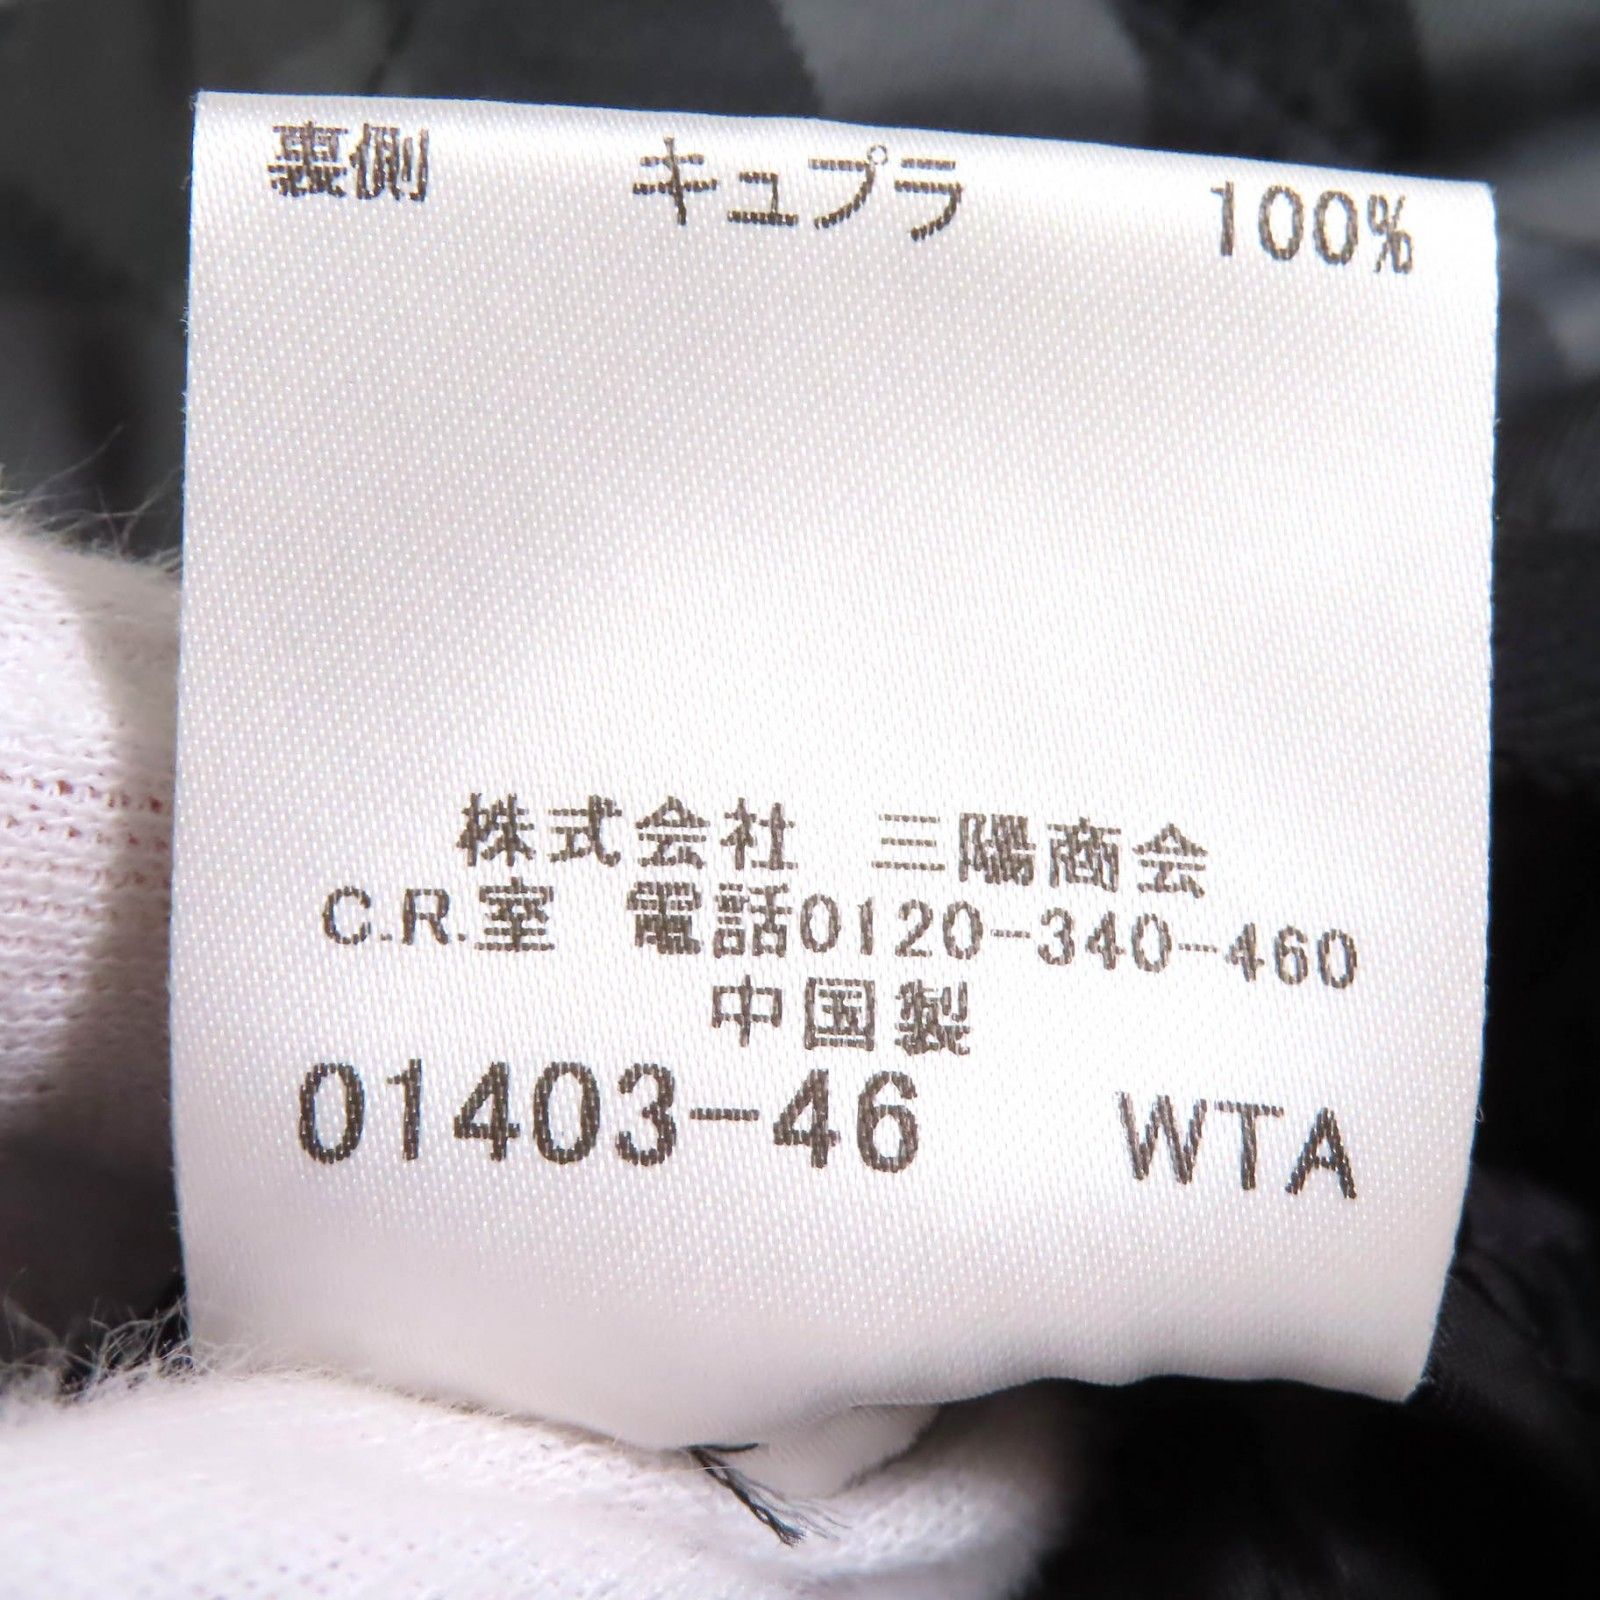 裏側 キュプラ 100%
株式会社 三陽商会
C.R.室 電話0120-340-460
中国製
01403-46 WTA